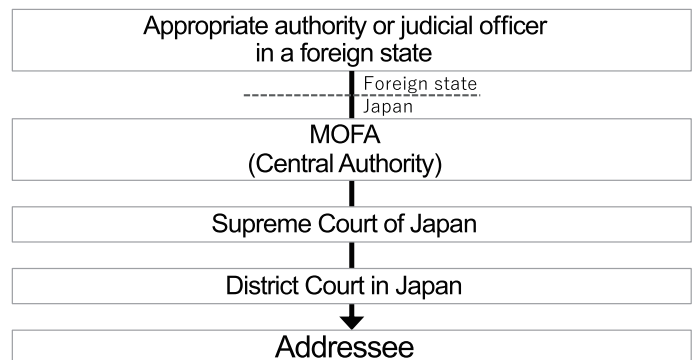 Appropriate authority or judicial officer
in a foreign state
Foreign state
Japan
MOFA
(Central Authority)
Supreme Court of Japan
District Court in Japan
Addressee